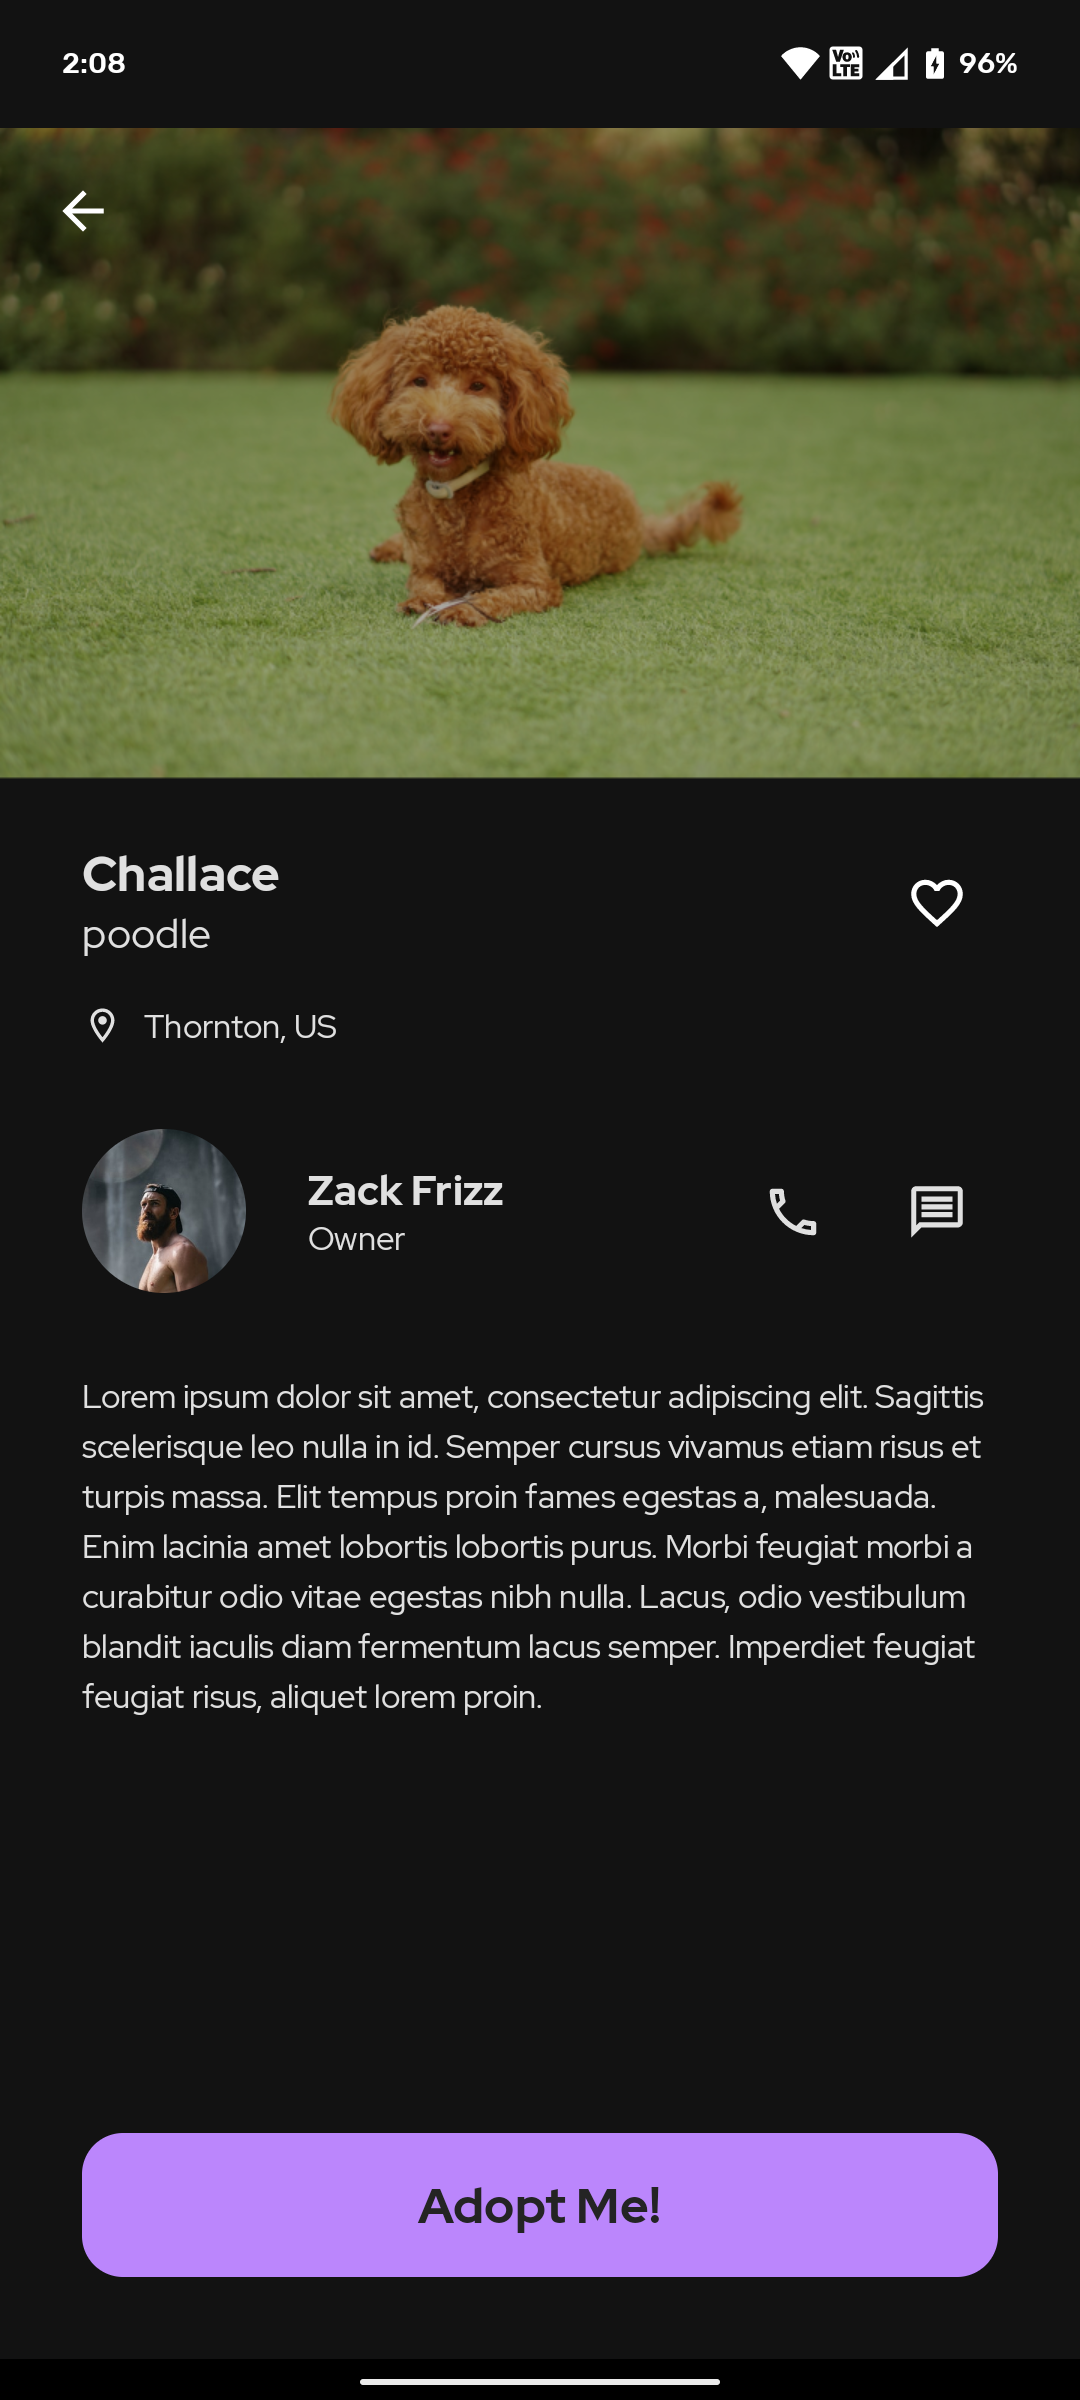 2:08
Vo))
LTE
96%
Challace
poodle
Thornton, US
Zack Frizz
Owner
Lorem ipsum dolor sit amet, consectetur adipiscing elit. Sagittis
scelerisque leo nulla in id. Semper cursus vivamus etiam risus et
turpis massa. Elit tempus proin fames egestas a, malesuada.
Enim lacinia amet lobortis lobortis purus. Morbi feugiat morbi a
curabitur odio vitae egestas nibh nulla. Lacus, odio vestibulum
blandit iaculis diam fermentum lacus semper. Imperdiet feugiat
feugiat risus, aliquet lorem proin.
Adopt Me!